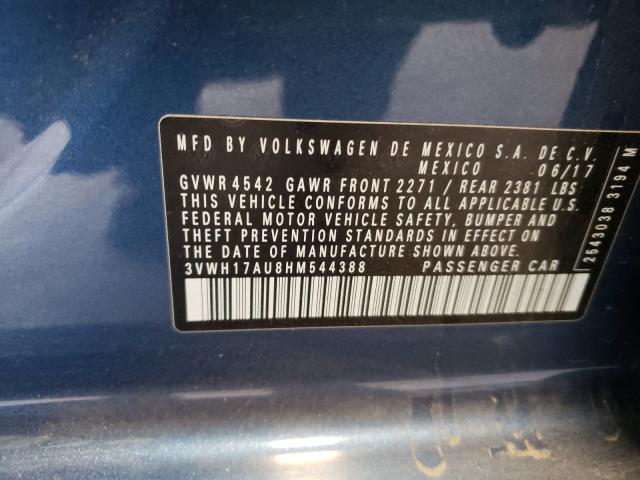 MFD BY VOLKSWAGEN DE MEXICO S.A. DE C.V.
MEXICO 06/17
GVWR 4542 GAWR FRONT 2271 / REAR 2381 LBS
THIS VEHICLE CONFORMS TO ALL APPLICABLE U.S.
FEDERAL MOTOR VEHICLE SAFETY, BUMPER AND
THEFT PREVENTION STANDARDS IN EFFECT ON
THE DATE OF MANUFACTURE SHOWN ABOVE.
3VWH17AU8HM544388 PASSENGER CAR
2543038 3194 M